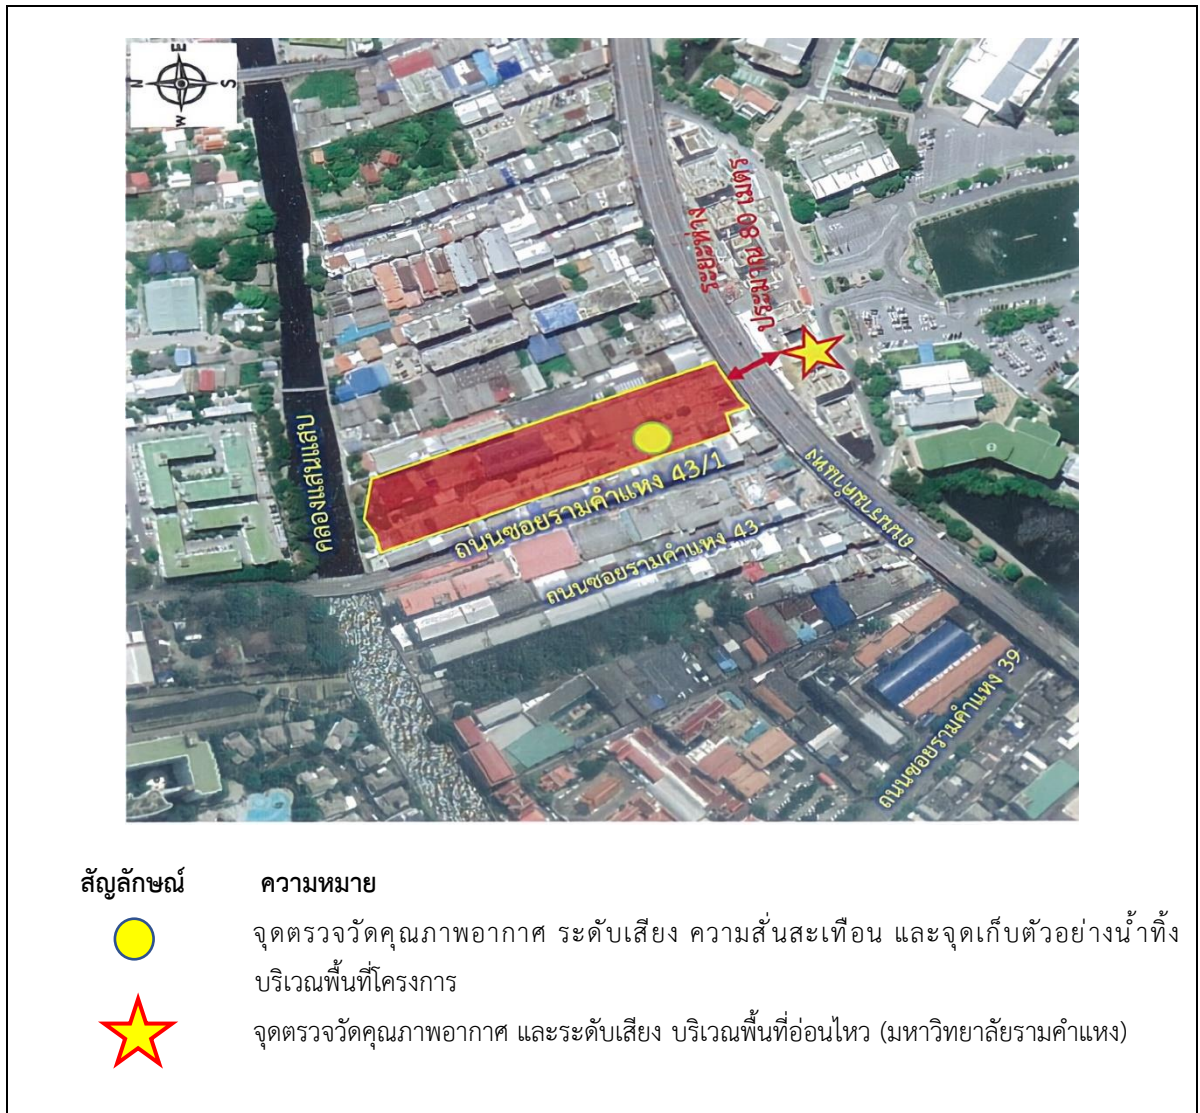 E
N
S
W
ระยะห่าง
ประมาณ 80 เมตร
คลองแสนแสบ
ถนนซอยรามคำแหง 43/1
ถนนซอยรามคำแหง 43
ถนนรามคำแหง
ถนนซอยรามคำแหง 39
สัญลักษณ์ ความหมาย
จุดตรวจวัดคุณภาพอากาศ ระดับเสียง ความสั่นสะเทือน และจุดเก็บตัวอย่างน้ำทิ้ง
บริเวณพื้นที่โครงการ
จุดตรวจวัดคุณภาพอากาศ และระดับเสียง บริเวณพื้นที่อ่อนไหว (มหาวิทยาลัยรามคำแหง)